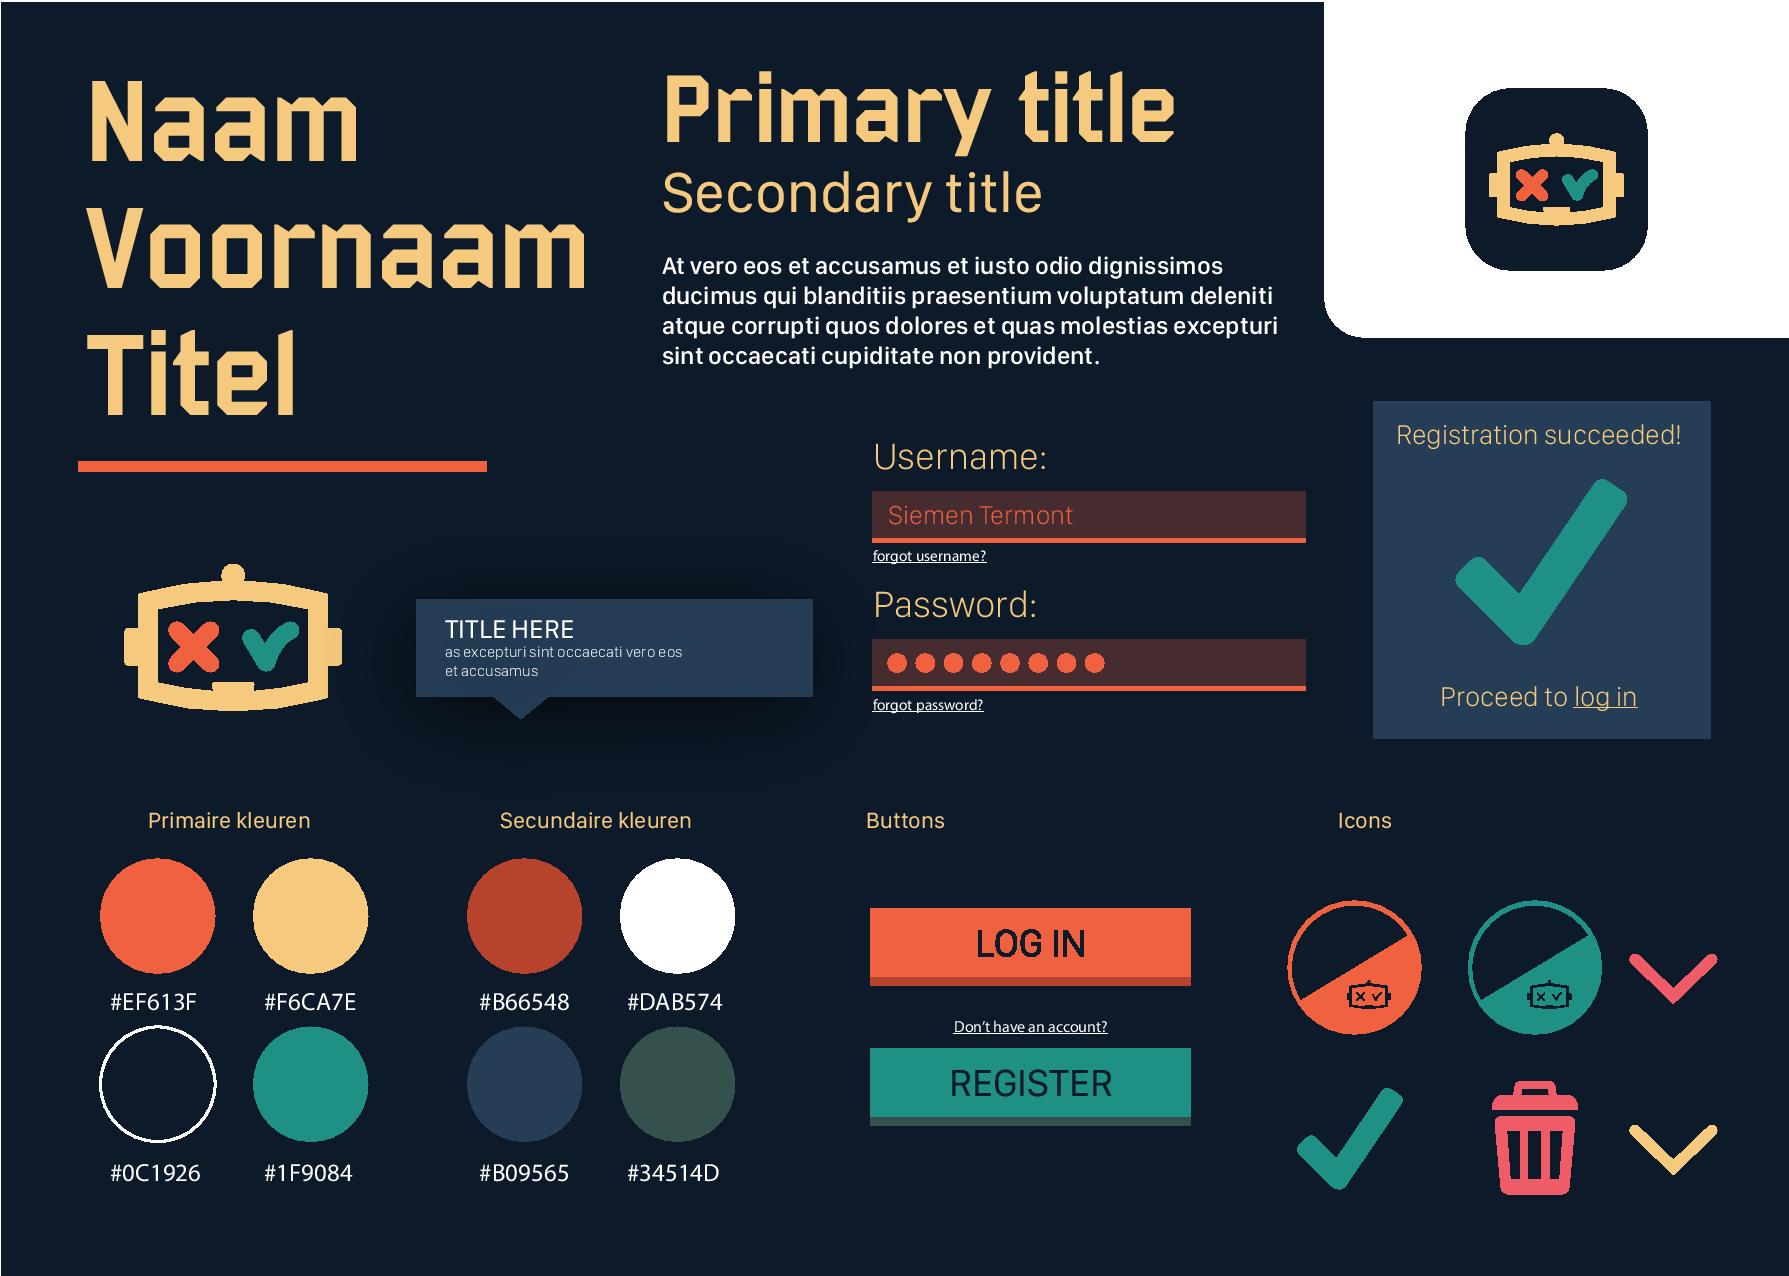 Naam
Voornaam
Titel
Primary title
Secondary title
At vero eos et accusamus et iusto odio dignissimos
ducimus qui blanditiis praesentium voluptatum deleniti
atque corrupti quos dolores et quas molestias excepturi
sint occaecati cupiditate non provident.
Username:
Siemen Termont
forgot username?
Password:
forgot password?
Registration succeeded!
Proceed to log in
TITLE HERE
as excepturi sint occaecati vero eos
et accusamus
Primaire kleuren
#EF613F
#F6CA7E
#0C1926
#1F9084
Secundaire kleuren
#B66548
#DAB574
#B09565
#34514D
Buttons
LOG IN
Don't have an account?
REGISTER
Icons